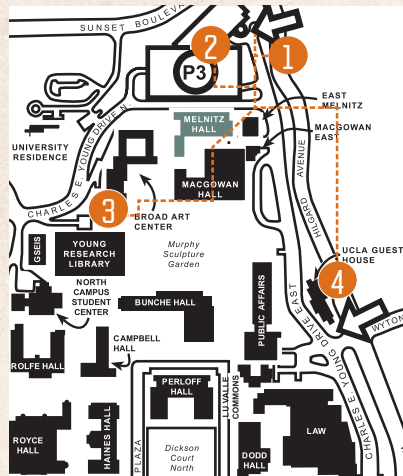 SUNSET BOULEVA
2
1
P3
EAST
MELNITZ
MELNITZ
HALL
MACGOWAN
EAST
UNIVERSITY
RESIDENCE
CHARLES E. YOUNG DRIVE N.
MACGOWAN
HALL
AVENUE
HILGARD
3
BROAD ART
CENTER
GSEIS
YOUNG
RESEARCH
LIBRARY
Murphy
Sculpture
Garden
UCLA GUEST
HOUSE
4
NORTH
CAMPUS
STUDENT
CENTER
BUNCHE HALL
PUBLIC AFFAIRS
CHARLES E YOUNG DRIVE EAST
WYTON
CAMPBELL
HALL
ROLFE HALL
PERLOFF
HALL
LU VALLE
COMMONS
ROYCE
HALL
HAINES HALL
PLAZA
Dickson
Court
North
DODD
HALL
LAW